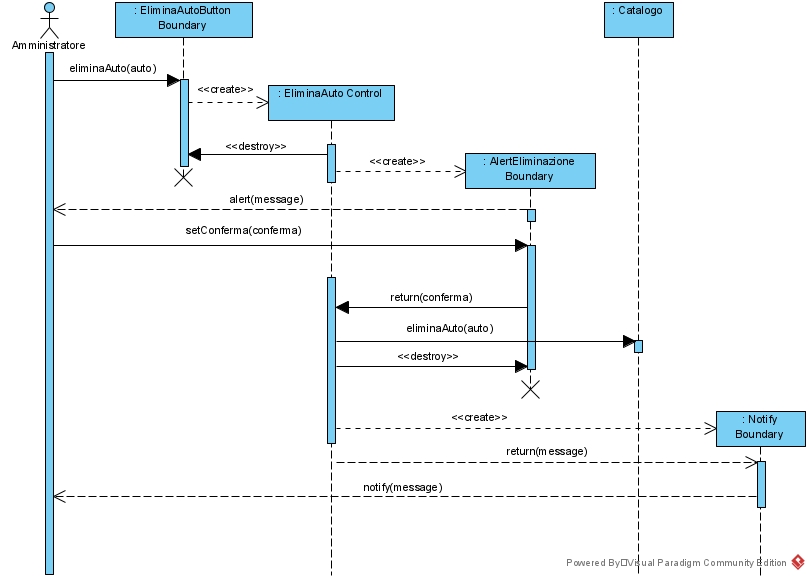 : EliminaAutoButton
Boundary
: Catalogo
Amministratore
eliminaAuto(auto)
<<create>>
: EliminaAuto Control
<<destroy>>
<<create>>
: AlertEliminazione
Boundary
alert(message)
setConferma(conferma)
return(conferma)
eliminaAuto(auto)
<<destroy>>
<<create>>
: Notify
Boundary
return(message)
notify(message)
Powered By Visual Paradigm Community Edition